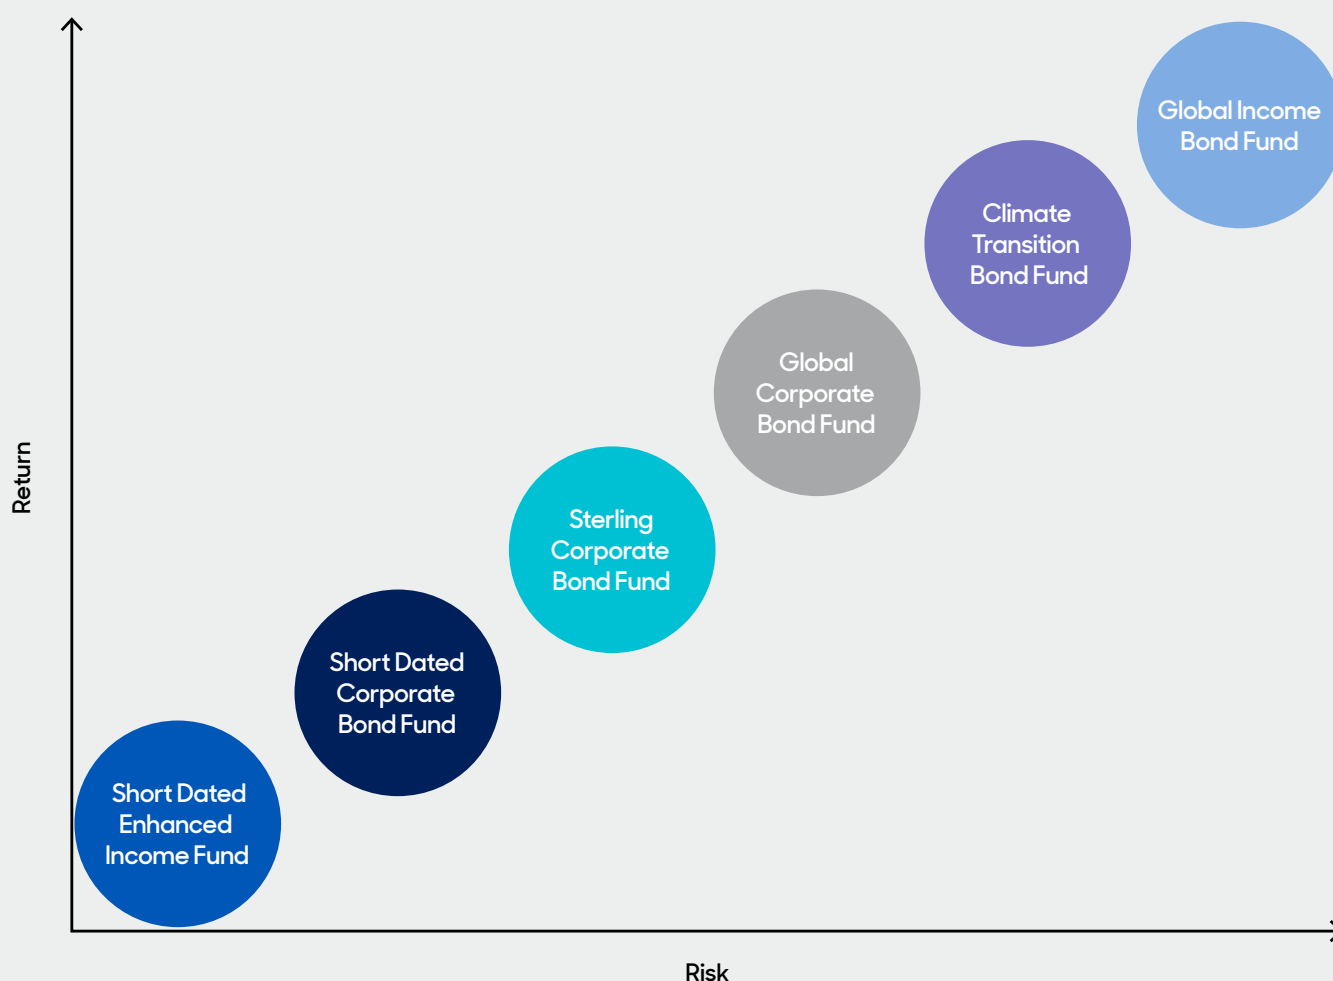 Global Income
Bond Fund
Climate
Transition
Bond Fund
Global
Corporate
Bond Fund
Return
Sterling
Corporate
Bond Fund
Short Dated
Corporate
Bond Fund
Short Dated
Enhanced
Income Fund
Risk